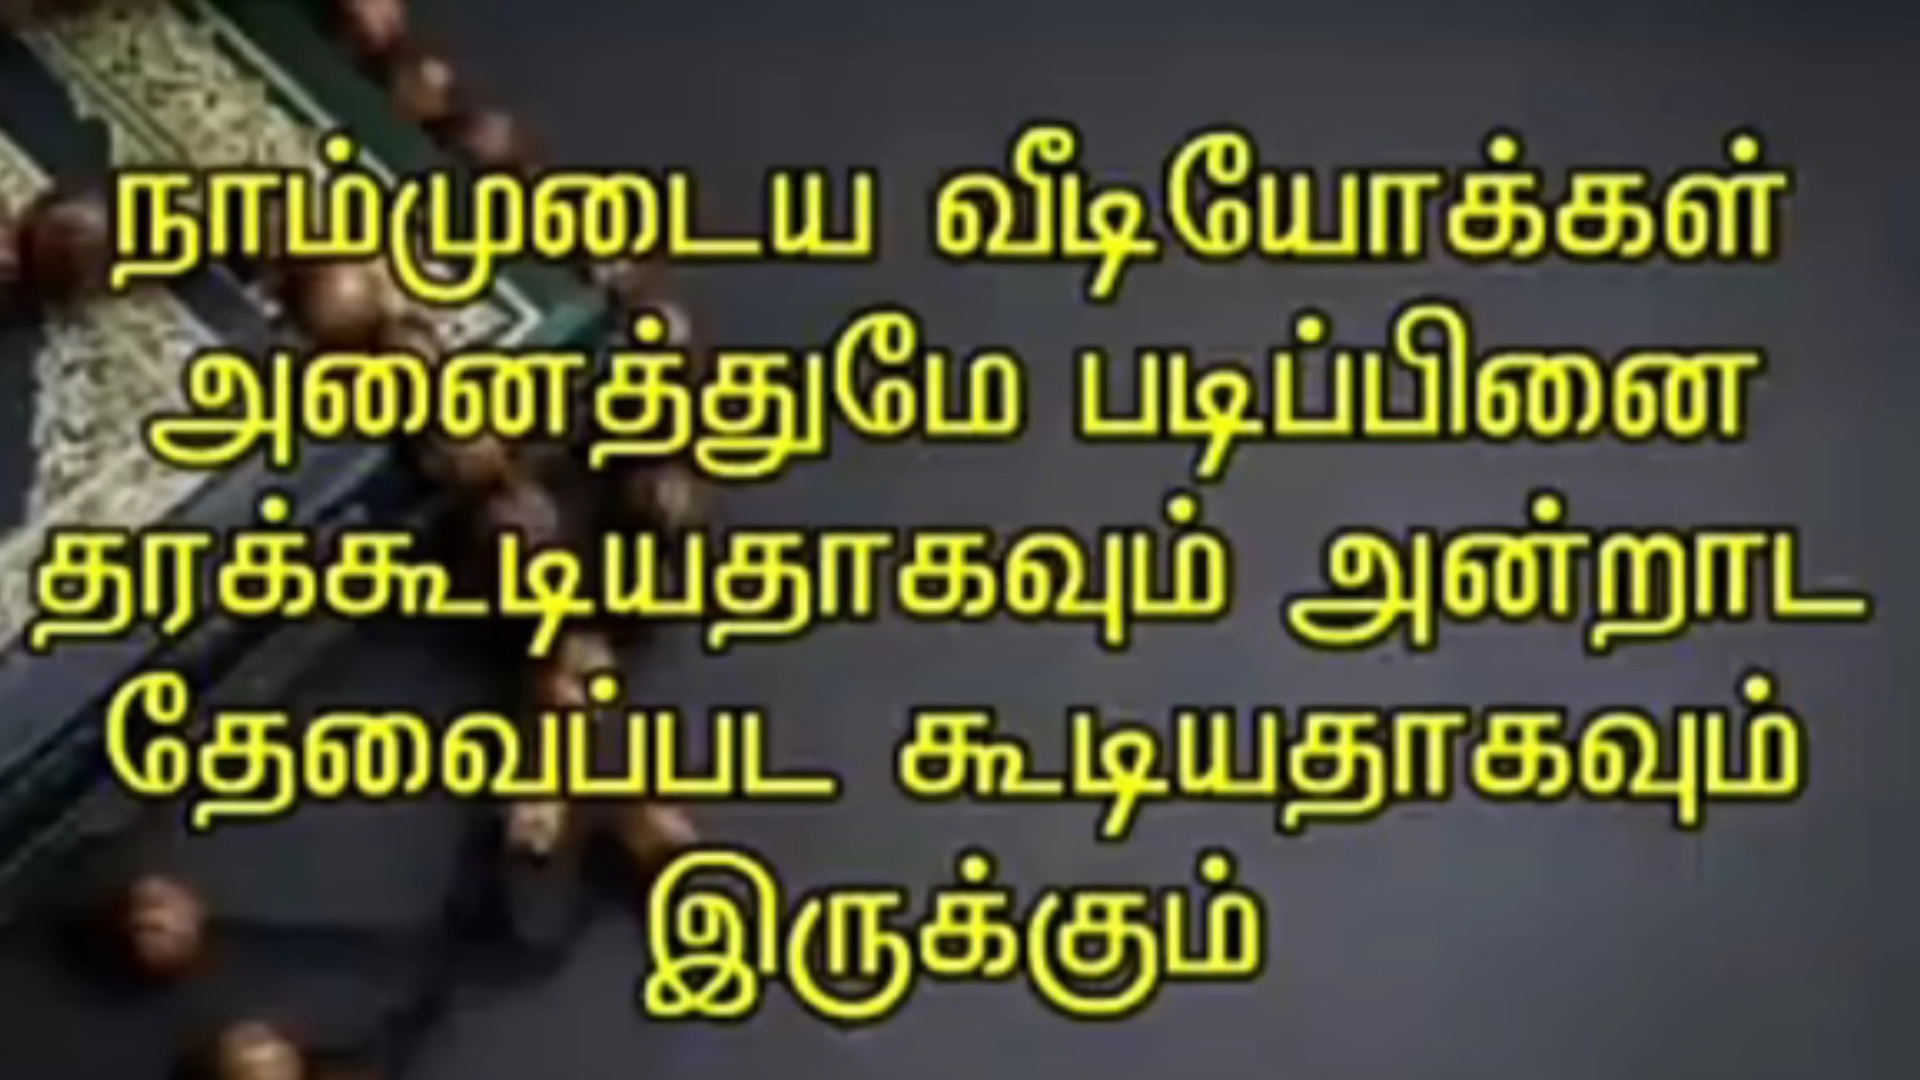 நாம்முடைய வீடியோக்கள்
அனைத்துமே படிப்பினை
தரக்கூடியதாகவும் அன்றாட
தேவைப்பட கூடியதாகவும்
இருக்கும்